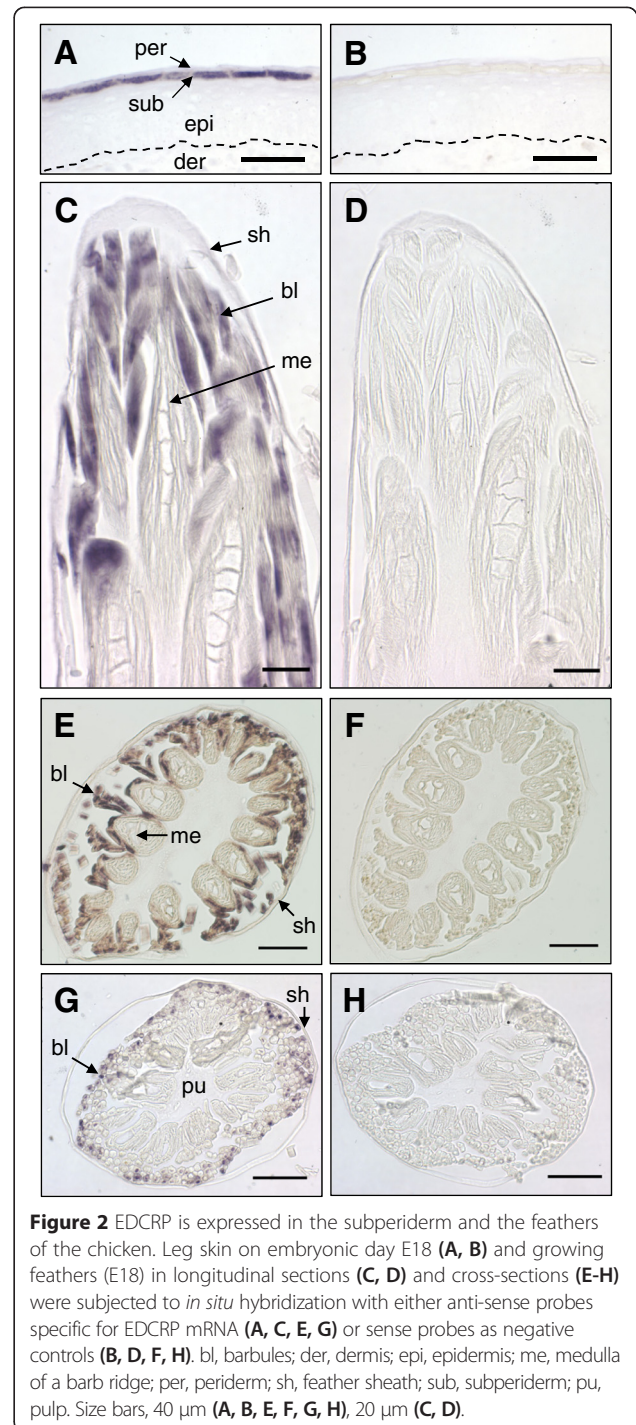 A
per
sub
epi
der
B
C
sh
bl
me
D
E
bl
me
sh
F
G
sh
bl
pu
H
Figure 2 EDCRP is expressed in the subperiderm and the feathers
of the chicken. Leg skin on embryonic day E18 (A, B) and growing
feathers (E18) in longitudinal sections (C, D) and cross-sections (E-H)
were subjected to in situ hybridization with either anti-sense probes
specific for EDCRP mRNA (A, C, E, G) or sense probes as negative
controls (B, D, F, H). bl, barbules; der, dermis; epi, epidermis; me, medulla
of a barb ridge; per, periderm; sh, feather sheath; sub, subperiderm; pu,
pulp. Size bars, 40 μm (A, B, E, F, G, H), 20 μm (C, D).